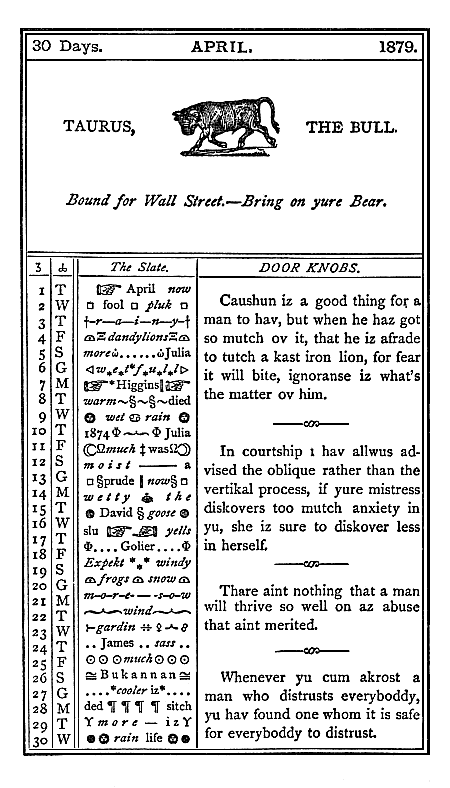 30 Days. APRIL. 1879.
TAURUS, THE BULL.
Bound for Wall Street.—Bring on yure Bear.
The Slate.
1 T ☞ April now
2 W □ fool □ pluk □
3 T †–r–a–i–n–y–†
4 F dandylions
5 S more ω......ω Julia
6 G ◁w*e*t*f*u*l*l▷
7 M ☞*Higgins‖☞
8 T warm~§~§~died
9 W wet rain
10 T 1874 Φ Φ Julia
11 F much ‡ was
12 S moist —— a
13 G □ §prude ‖ now§ □
14 M wetty the
15 T David § goose
16 W slu ☞ yells
17 T Φ.... Golier....Φ
18 F Expekt *** windy
19 S frogs snow
20 G m–o–r–e– –s–o–w
21 M wind
22 T gardin
23 W .. James .. sass ..
24 T ⊙⊙⊙much⊙⊙⊙
25 F Bukannan
26 S ....*cooler iz*....
27 G ded ¶ ¶ ¶ ¶ sitch
28 M more — izY
29 T rain life
30 W
DOOR KNOBS.
Caushun iz a good thing for a
man to hav, but when he haz got
so mutch ov it, that he iz afrade
to tutch a kast iron lion, for fear
it will bite, ignoranse iz what's
the matter ov him.
In courtship I hav allwus ad-
vised the oblique rather than the
vertikal process, if yure mistress
diskovers too mutch anxiety in
yu, she iz sure to diskover less
in herself.
Thare aint nothing that a man
will thrive so well on az abuse
that aint merited.
Whenever yu cum akrost a
man who distrusts everyboddy,
yu hav found one whom it is safe
for everyboddy to distrust.